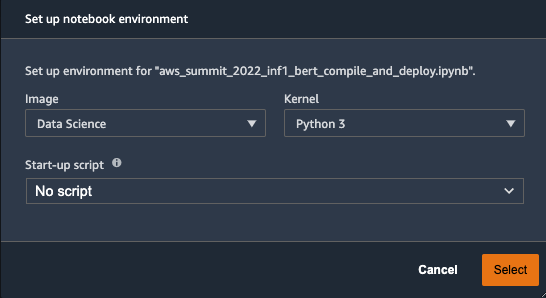 Set up notebook environment
Set up environment for "aws_summit_2022_inf1_bert_compile_and_deploy.ipynb".
Image
Kernel
Data Science
Python 3
Start-up script
No script
Cancel
Select